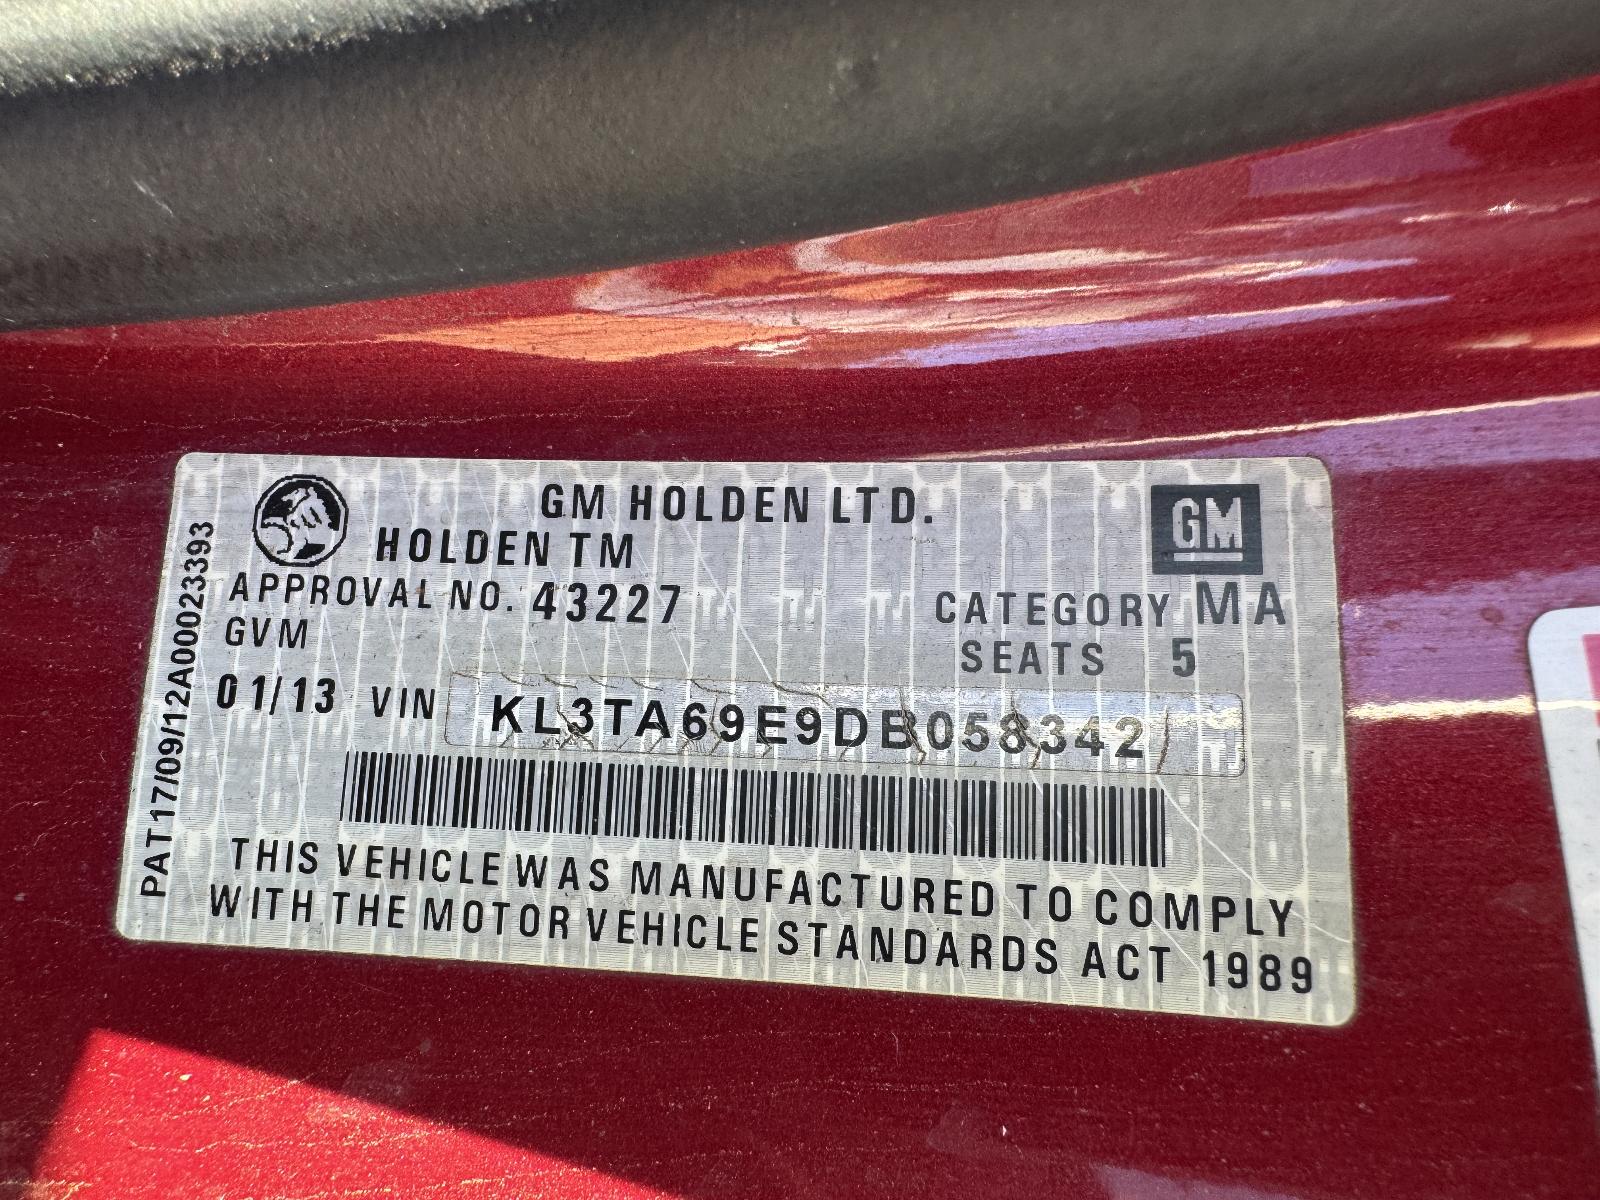 GM HOLDEN LTD.
GM
HOLDEN TM
APPROVAL NO. 43227
CATEGORY MA
GVM
SEATS 5
01/13 VIN KL3TA69E9DB058342
THIS VEHICLE WAS MANUFACTURED TO COMPLY
WITH THE MOTOR VEHICLE STANDARDS ACT 1989
PAT17/09/12A00023393